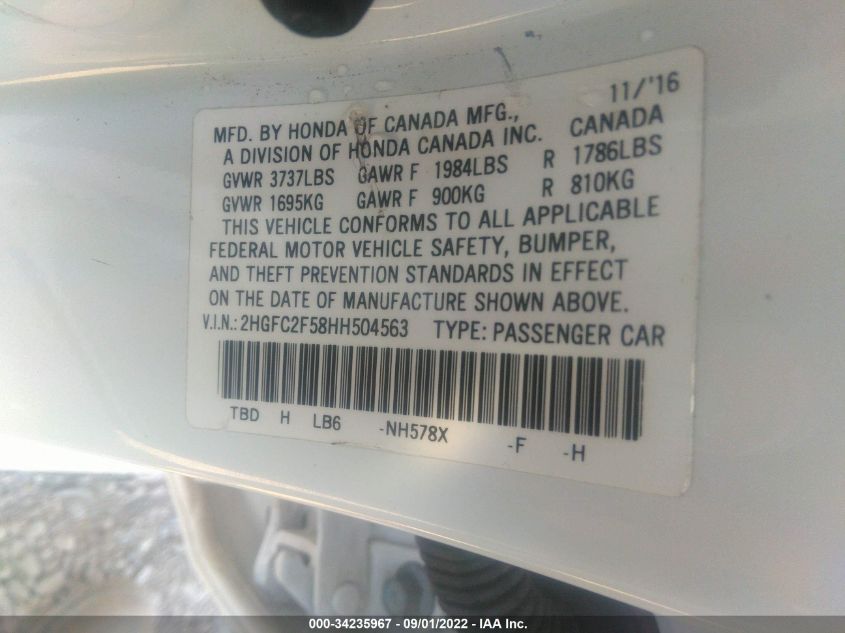 11/'16
MFD. BY HONDA OF CANADA MFG.,
A DIVISION OF HONDA CANADA INC. CANADA
GVWR 3737LBS GAWR F 1984LBS R 1786LBS
GVWR 1695KG GAWR F 900KG R 810KG
THIS VEHICLE CONFORMS TO ALL APPLICABLE
FEDERAL MOTOR VEHICLE SAFETY, BUMPER,
AND THEFT PREVENTION STANDARDS IN EFFECT
ON THE DATE OF MANUFACTURE SHOWN ABOVE.
V.I.N.: 2HGFC2F58HH504563 TYPE: PASSENGER CAR
TBD H LB6 -NH578X -F -H
000-34235967 - 09/01/2022 - IAA Inc.